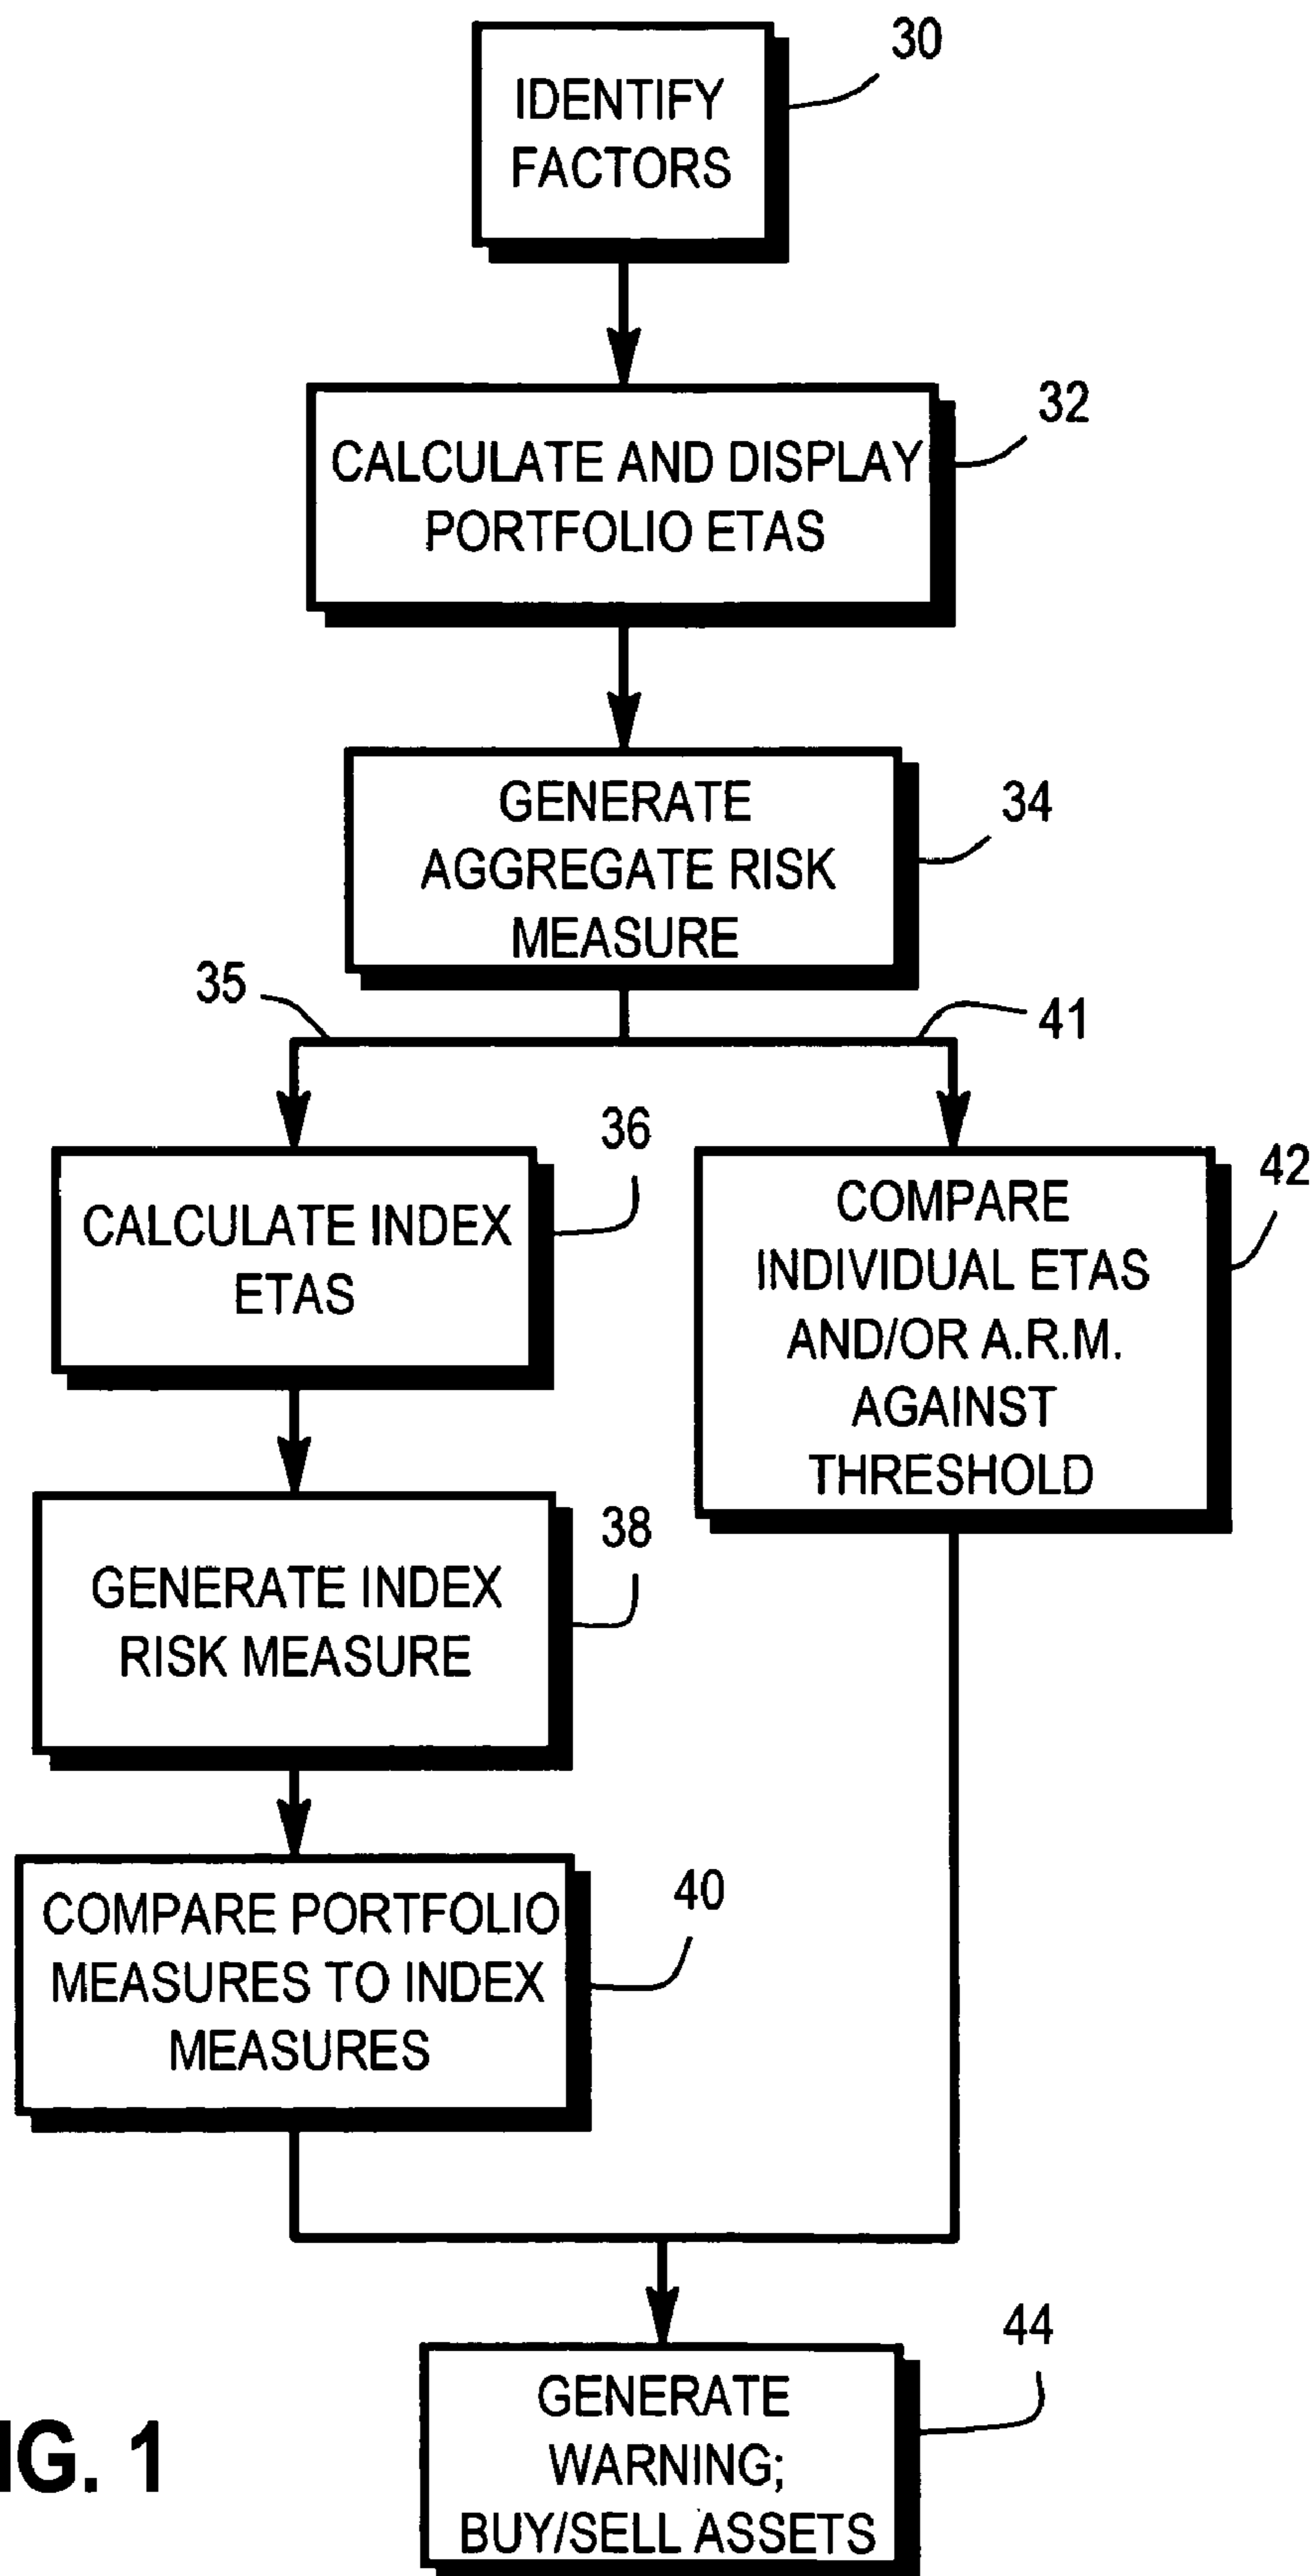 30
IDENTIFY
FACTORS
32
CALCULATE AND DISPLAY
PORTFOLIO ETAS
34
GENERATE
AGGREGATE RISK
MEASURE
35
41
36
CALCULATE INDEX
ETAS
42
COMPARE
INDIVIDUAL ETAS
AND/OR A.R.M.
AGAINST
THRESHOLD
38
GENERATE INDEX
RISK MEASURE
40
COMPARE PORTFOLIO
MEASURES TO INDEX
MEASURES
44
GENERATE
WARNING;
BUY/SELL ASSETS
IG. 1